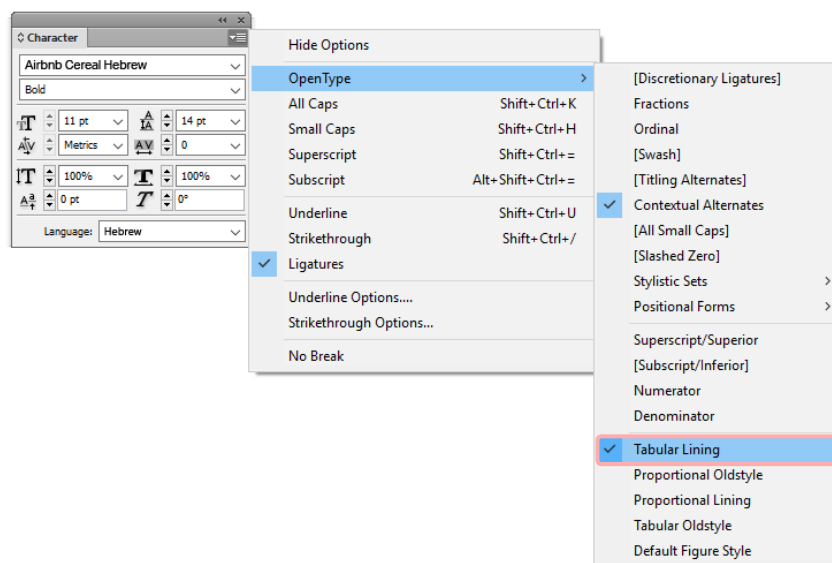 Character
Airbnb Cereal Hebrew
Bold
11 pt
14 pt
Metrics
0
100%
100%
0 pt
0°
Language: Hebrew
Hide Options
OpenType
All Caps Shift+Ctrl+K
Small Caps Shift+Ctrl+H
Superscript Shift+Ctrl+=
Subscript Alt+Shift+Ctrl+=
Underline Shift+Ctrl+U
Strikethrough Shift+Ctrl+/
Ligatures
Underline Options....
Strikethrough Options...
No Break
[Discretionary Ligatures]
Fractions
Ordinal
[Swash]
[Titling Alternates]
Contextual Alternates
[All Small Caps]
[Slashed Zero]
Stylistic Sets
Positional Forms
Superscript/Superior
[Subscript/Inferior]
Numerator
Denominator
Tabular Lining
Proportional Oldstyle
Proportional Lining
Tabular Oldstyle
Default Figure Style